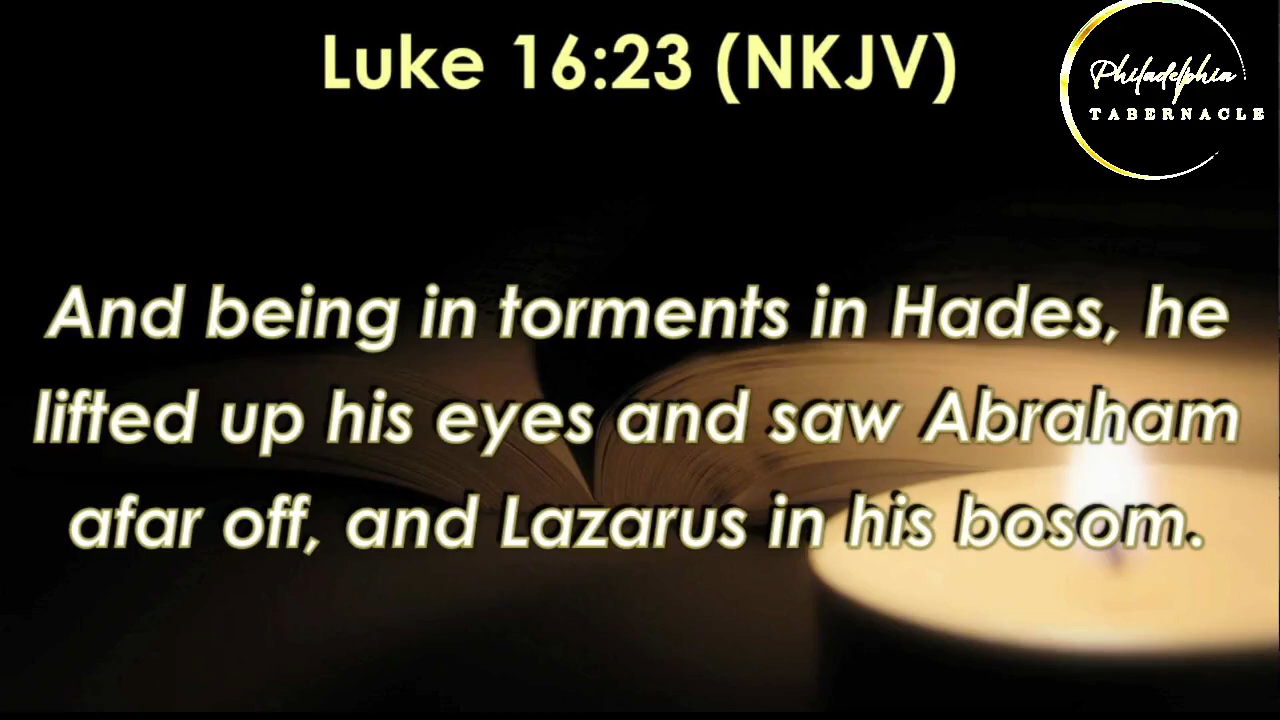 Luke 16:23 (NKJV)
Philadelphia
TABERNACLE
And being in torments in Hades, he
lifted up his eyes and saw Abraham
afar off, and Lazarus in his bosom.